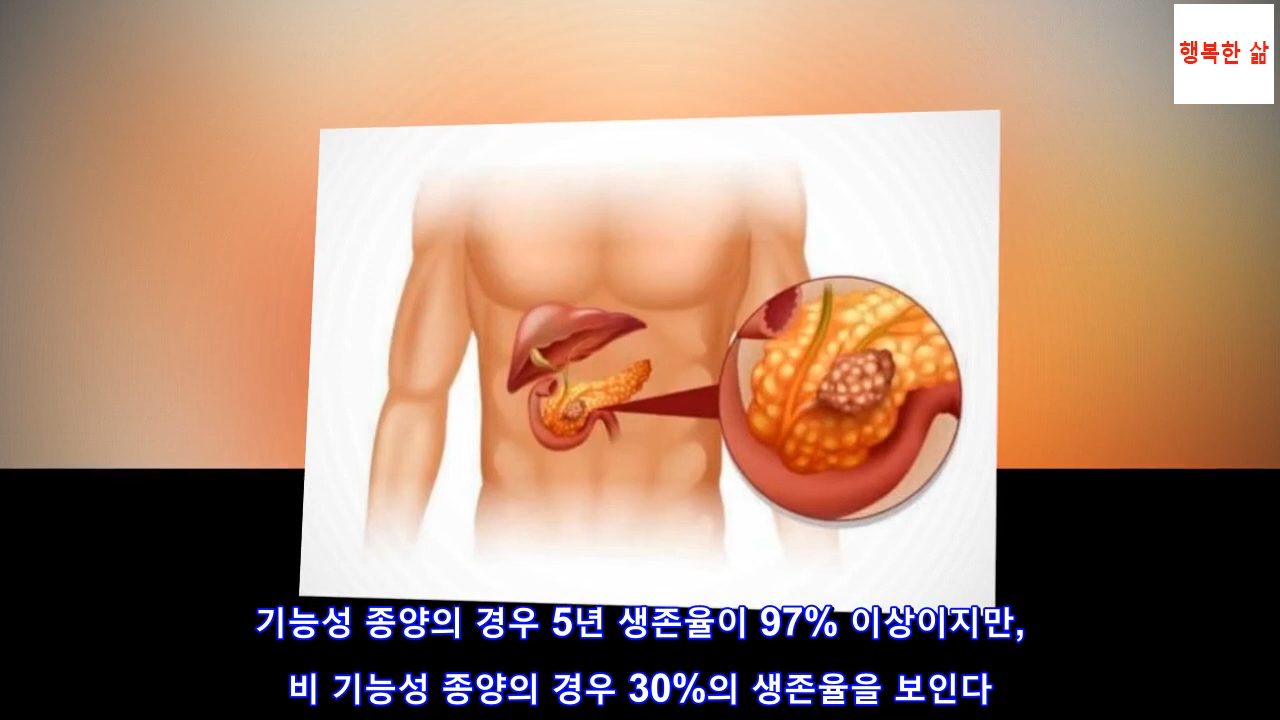 행복한 삶
기능성 종양의 경우 5년 생존율이 97% 이상이지만,
비 기능성 종양의 경우 30%의 생존율을 보인다